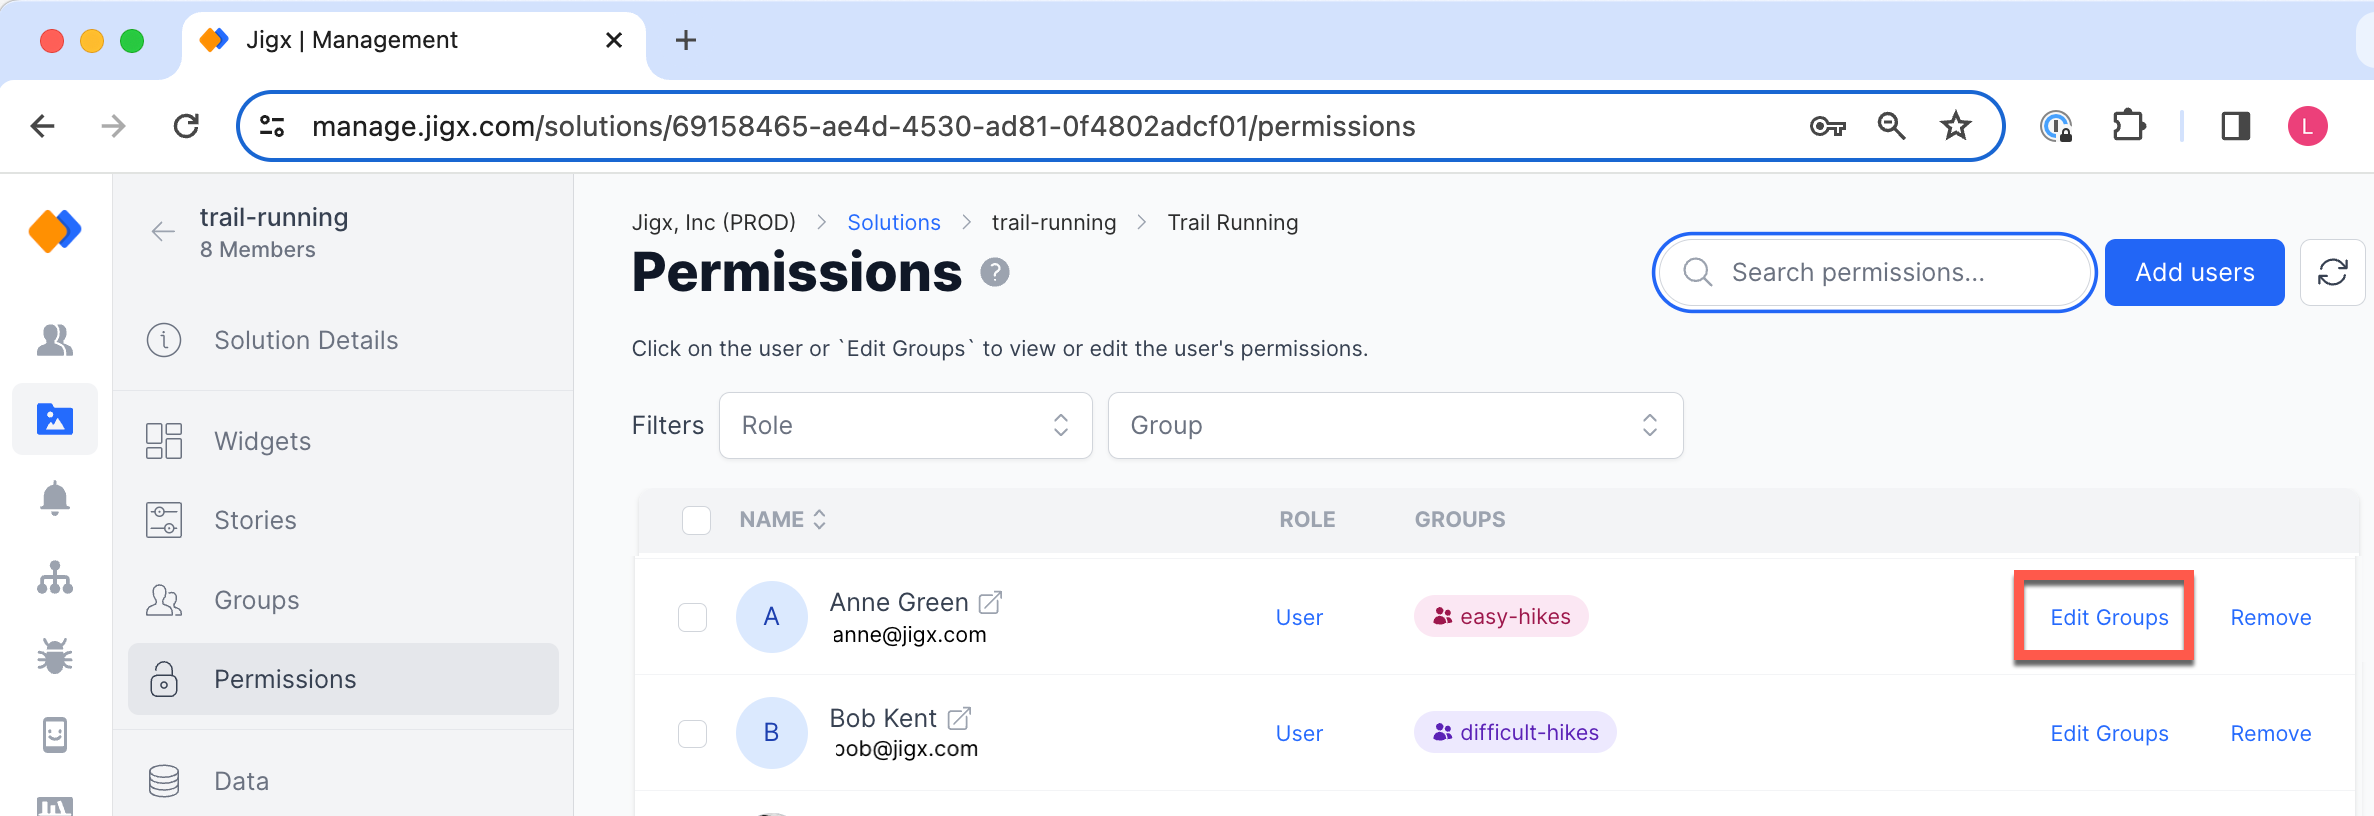 Jigx | Management
manage.jigx.com/solutions/69158465-ae4d-4530-ad81-0f4802adcf01/permissions
L
trail-running
8 Members
Solution Details
Widgets
Stories
Groups
Permissions
Data
Jigx, Inc (PROD) > Solutions > trail-running > Trail Running
Permissions ?
Search permissions...
Add users
Click on the user or `Edit Groups` to view or edit the user's permissions.
Filters Role Group
NAME ROLE GROUPS
A Anne Green User easy-hikes Edit Groups Remove
anne@jigx.com
B Bob Kent User difficult-hikes Edit Groups Remove
bob@jigx.com